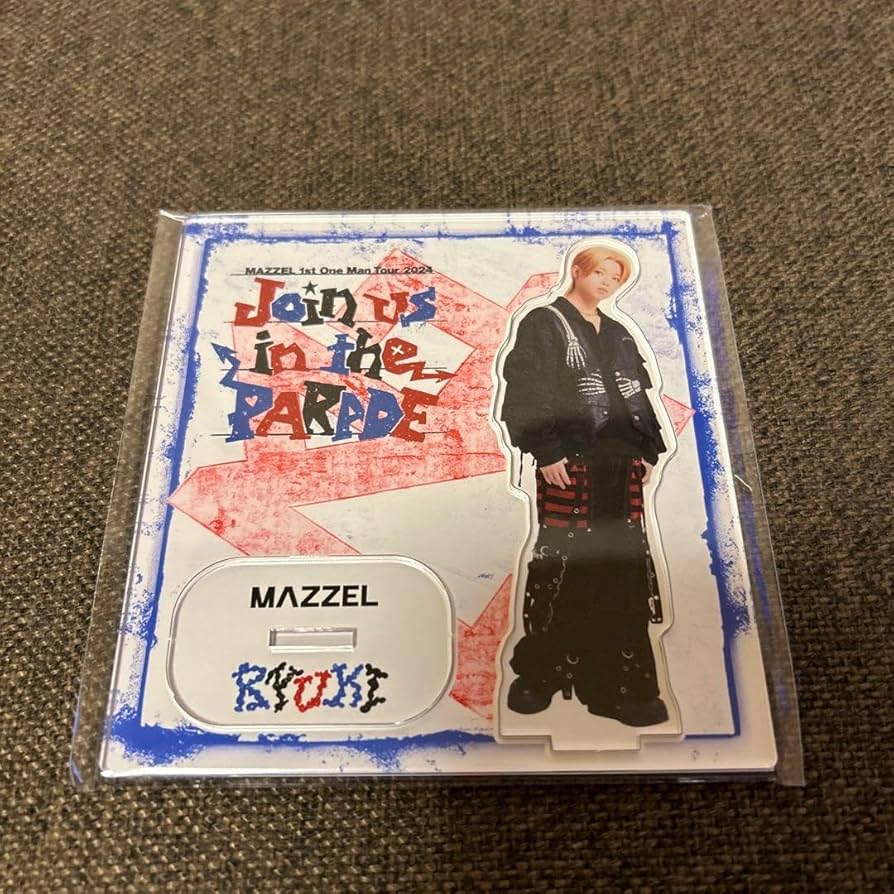 MAZZEL 1st One Man Tour 2024
Join us
in the
PARADE
MAZZEL
RYUKI